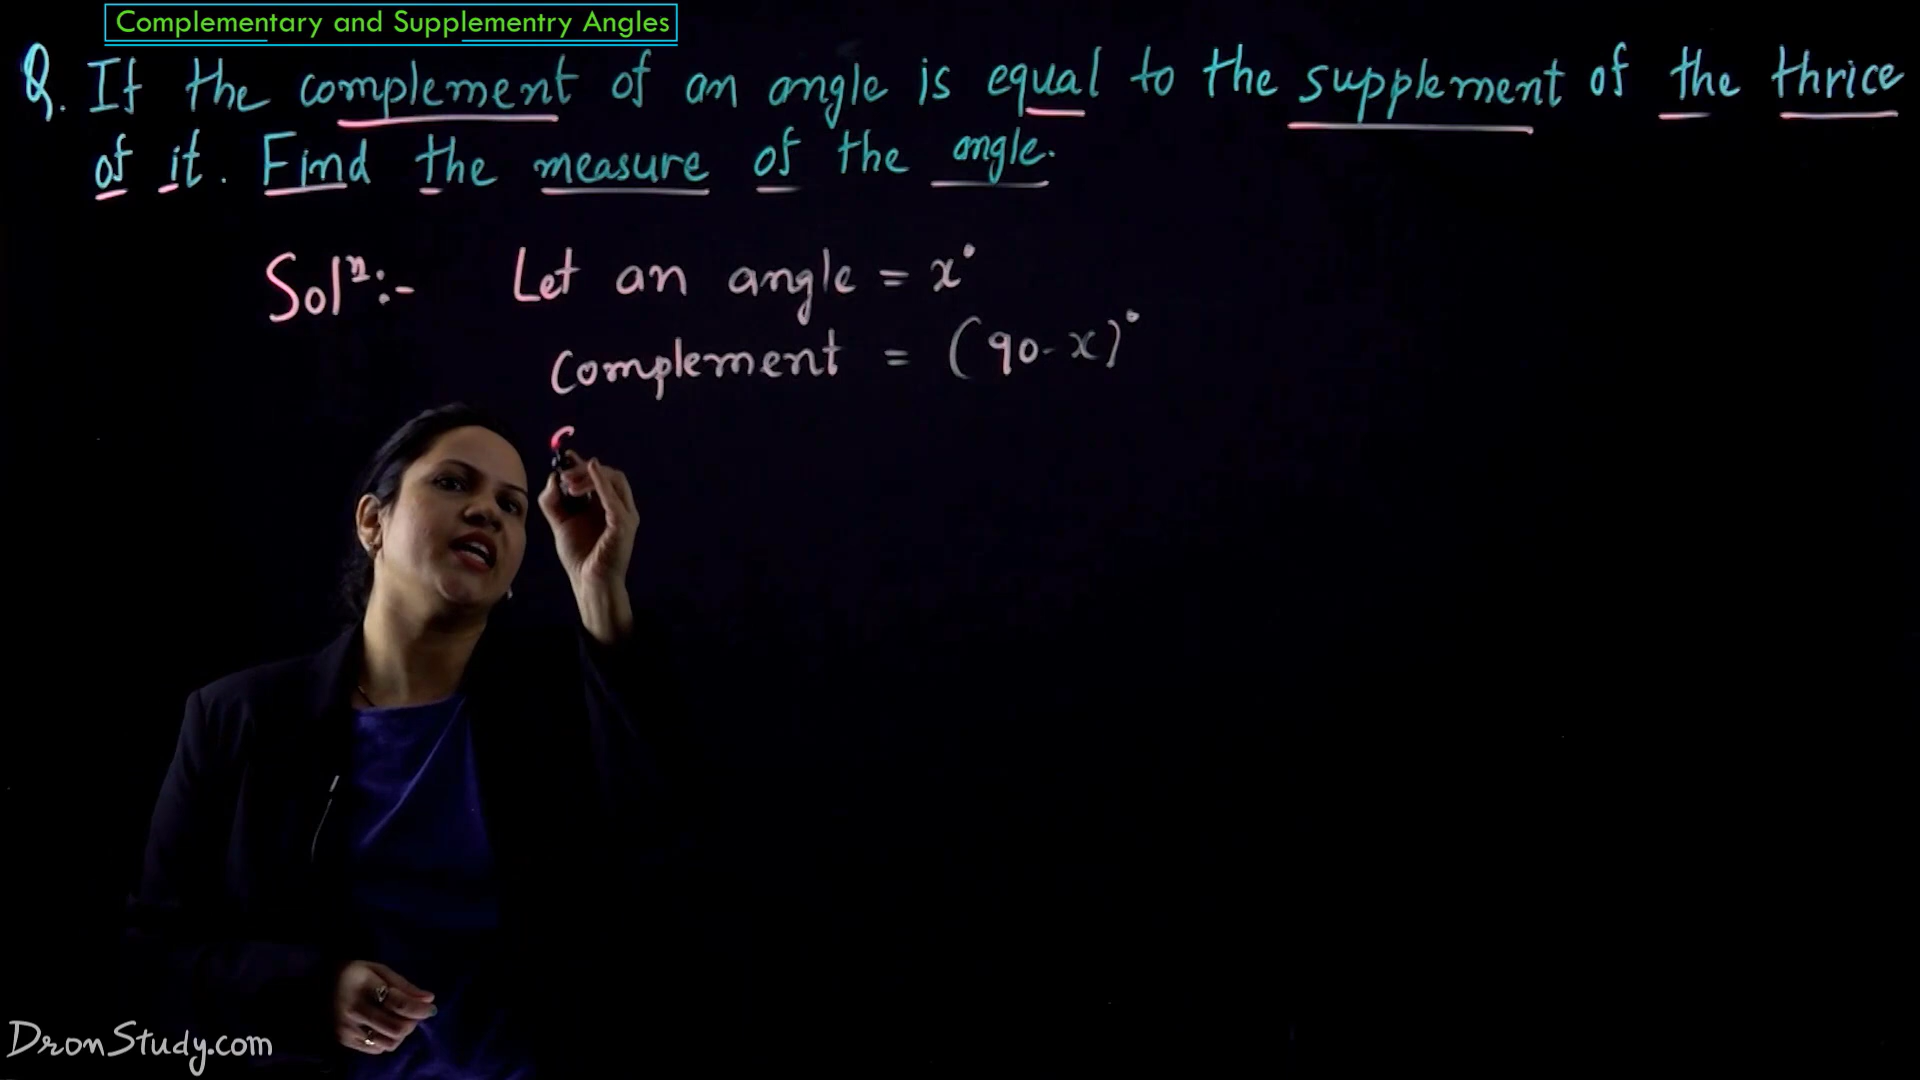 Complementary and Supplementry Angles
Q. If the complement of an angle is equal to the supplement of the thrice
of it. Find the measure of the angle.
Solⁿ:- Let an angle = x°
complement = (90-x)°
DronStudy.com